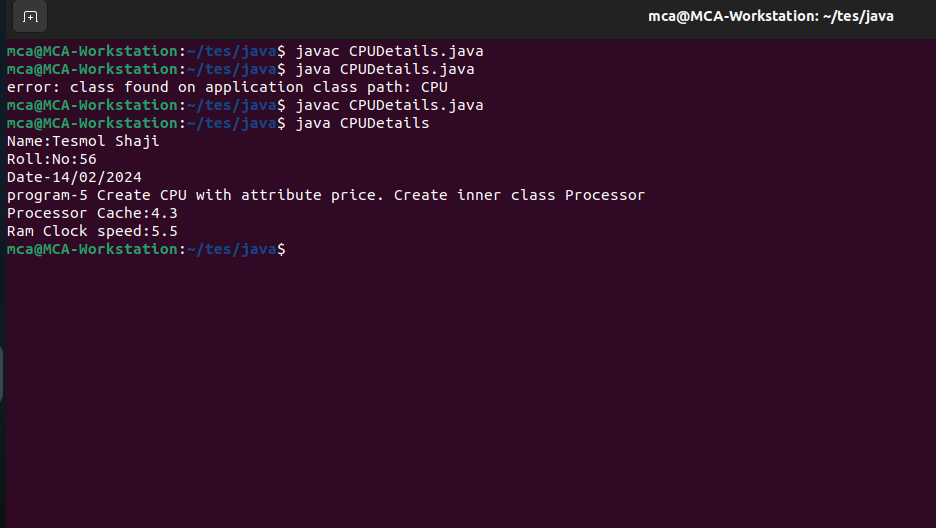 mca@MCA-Workstation: ~/tes/java
mca@MCA-Workstation:~/tes/java$ javac CPUDetails.java
mca@MCA-Workstation:~/tes/java$ java CPUDetails.java
error: class found on application class path: CPU
mca@MCA-Workstation:~/tes/java$ javac CPUDetails.java
mca@MCA-Workstation:~/tes/java$ java CPUDetails
Name:Tesmol Shaji
Roll:No:56
Date-14/02/2024
program-5 Create CPU with attribute price. Create inner class Processor
Processor Cache:4.3
Ram Clock speed:5.5
mca@MCA-Workstation:~/tes/java$